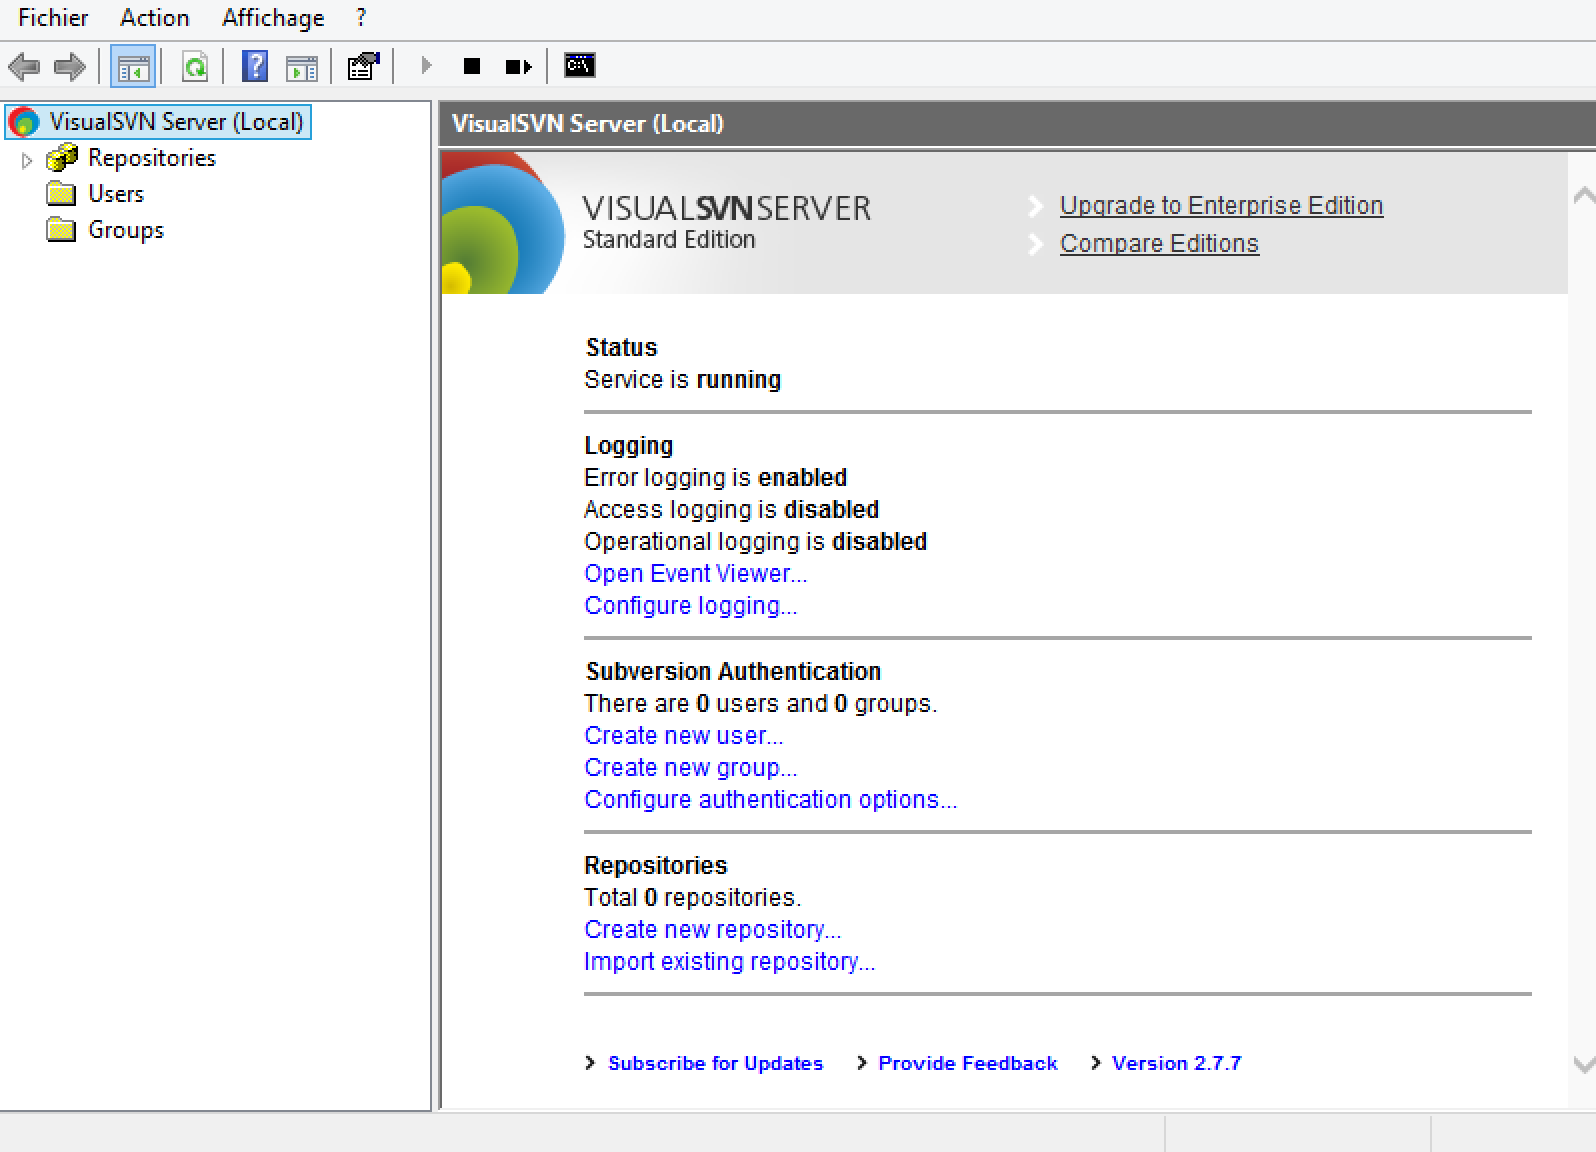 Fichier Action Affichage ?
C:\
VisualSVN Server (Local)
Repositories
Users
Groups
VisualSVN Server (Local)
VISUALSVNSERVER
Standard Edition
Upgrade to Enterprise Edition
Compare Editions
Status
Service is running
Logging
Error logging is enabled
Access logging is disabled
Operational logging is disabled
Open Event Viewer...
Configure logging...
Subversion Authentication
There are 0 users and 0 groups.
Create new user...
Create new group...
Configure authentication options...
Repositories
Total 0 repositories.
Create new repository...
Import existing repository...
Subscribe for Updates Provide Feedback Version 2.7.7